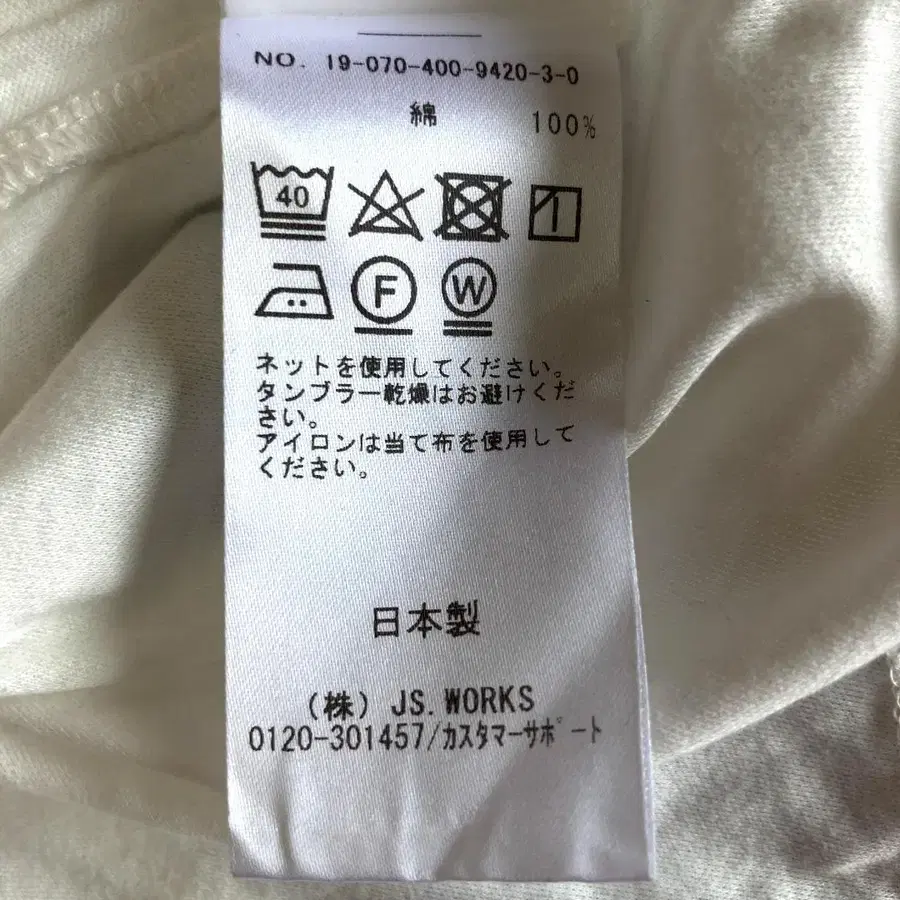 NO. 19-070-400-9420-3-0
綿 100%
40
F W
ネットを使用してください。
タンブラー乾燥はお避けくだ
さい。
アイロンは当て布を使用して
ください。
日本製
(株) JS.WORKS
0120-301457/カスタマーサポート